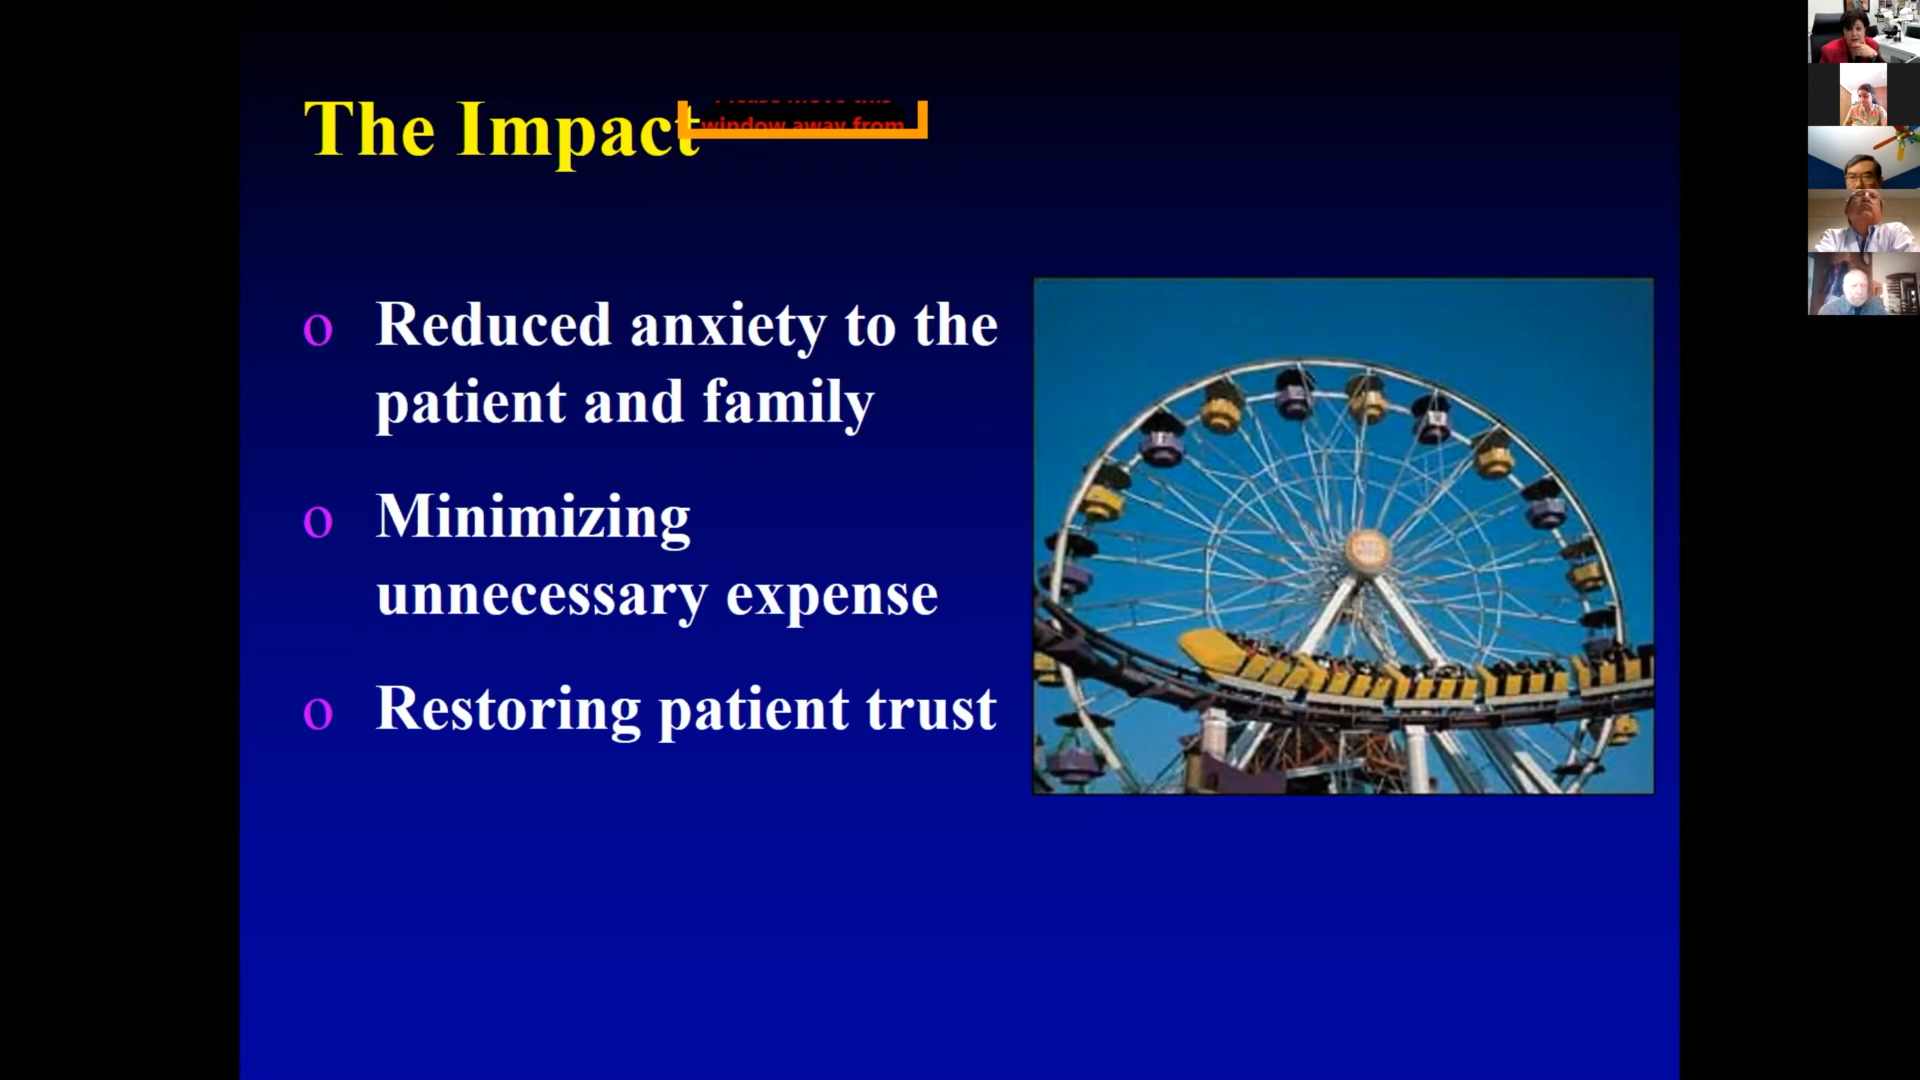 The Impact
window away from
o Reduced anxiety to the
patient and family
o Minimizing
unnecessary expense
o Restoring patient trust